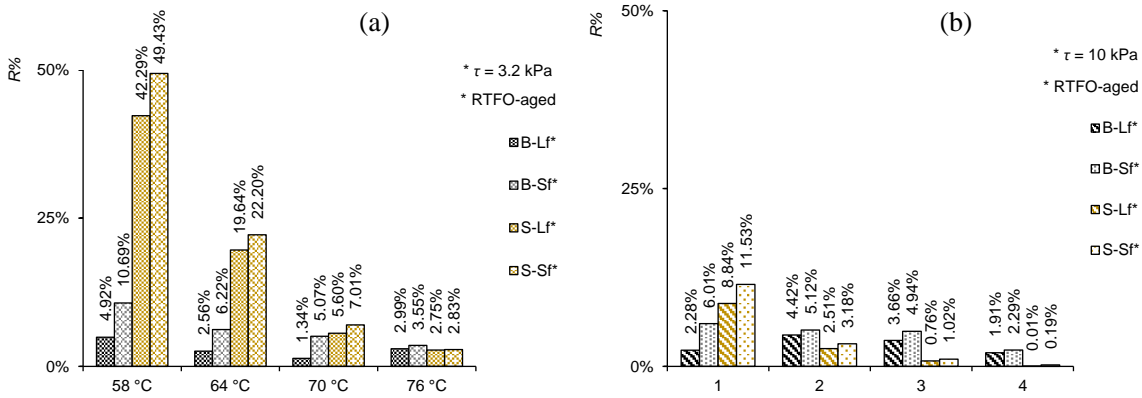 (a)
R%
50%
25%
0%
4.92%
10.69%
42.29%
49.43%
2.56%
6.22%
19.64%
22.20%
1.34%
5.07%
5.60%
7.01%
2.99%
3.55%
2.75%
2.83%
58 °C
64 °C
70 °C
76 °C
* τ = 3.2 kPa
* RTFO-aged
B-Lf*
B-Sf*
S-Lf*
S-Sf*
(b)
R%
50%
25%
0%
2.28%
6.01%
8.84%
11.53%
4.42%
5.12%
2.51%
3.18%
3.66%
4.94%
0.76%
1.02%
1.91%
2.29%
0.01%
0.19%
1
2
3
4
* τ = 10 kPa
* RTFO-aged
B-Lf*
B-Sf*
S-Lf*
S-Sf*